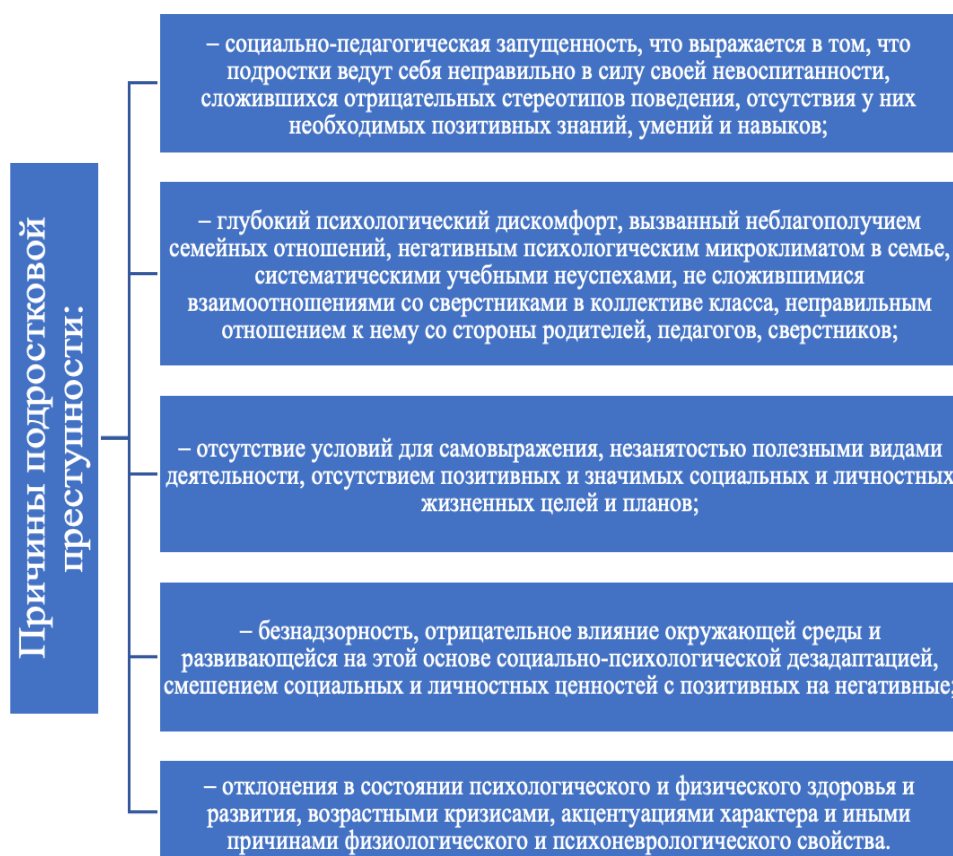 Причины подростковой
преступности:
– социально-педагогическая запущенность, что выражается в том, что
подростки ведут себя неправильно в силу своей невоспитанности,
сложившихся отрицательных стереотипов поведения, отсутствия у них
необходимых позитивных знаний, умений и навыков;
– глубокий психологический дискомфорт, вызванный неблагополучием
семейных отношений, негативным психологическим микроклиматом в семье,
систематическими учебными неуспехами, не сложившимися
взаимоотношениями со сверстниками в коллективе класса, неправильным
отношением к нему со стороны родителей, педагогов, сверстников;
– отсутствие условий для самовыражения, незанятостью полезными видами
деятельности, отсутствием позитивных и значимых социальных и личностных
жизненных целей и планов;
– безнадзорность, отрицательное влияние окружающей среды и
развивающейся на этой основе социально-психологической дезадаптацией,
смешением социальных и личностных ценностей с позитивных на негативные;
– отклонения в состоянии психологического и физического здоровья и
развития, возрастными кризисами, акцентуациями характера и иными
причинами физиологического и психоневрологического свойства.